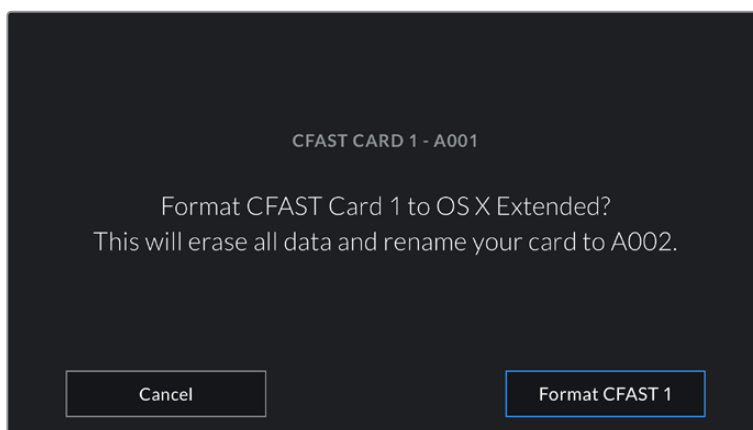 CFAST CARD 1 - A001
Format CFAST Card 1 to OS X Extended?
This will erase all data and rename your card to A002.
Cancel
Format CFAST 1